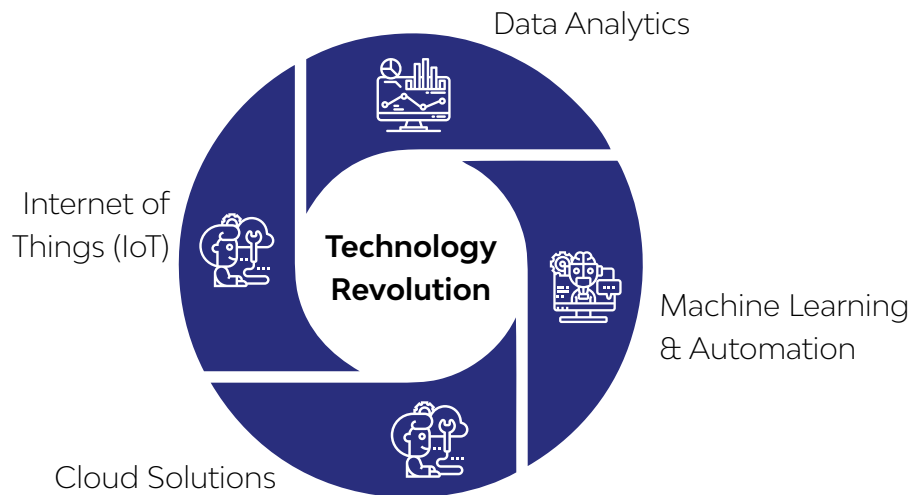 Data Analytics
Internet of
Things (IoT)
Technology
Revolution
Machine Learning
& Automation
Cloud Solutions